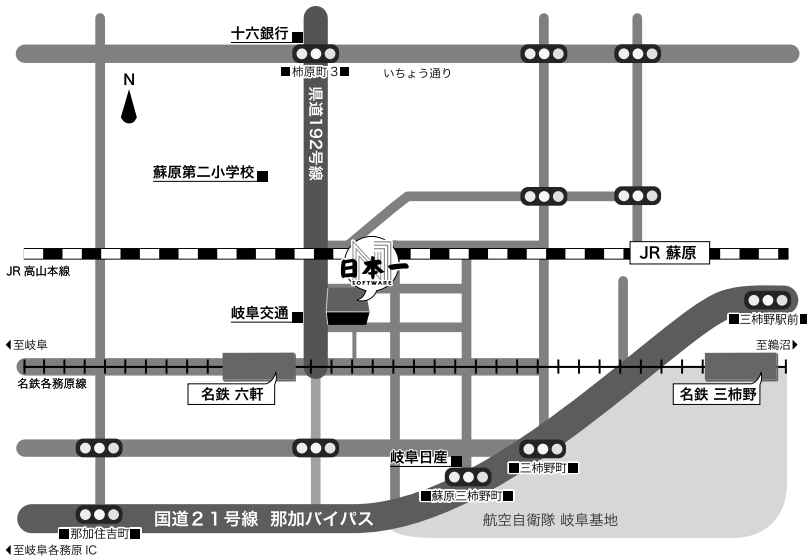 十六銀行
柿原町３
いちょう通り
N
県道192号線
蘇原第二小学校
日本一
SOFTWARE
JR 蘇原
JR 高山本線
岐阜交通
三柿野駅前
至岐阜
至鵜沼
名鉄各務原線
名鉄 六軒
名鉄 三柿野
岐阜日産
三柿野町
蘇原三柿野町
国道２１号線 那加バイパス
航空自衛隊 岐阜基地
那加住吉町
至岐阜各務原 IC